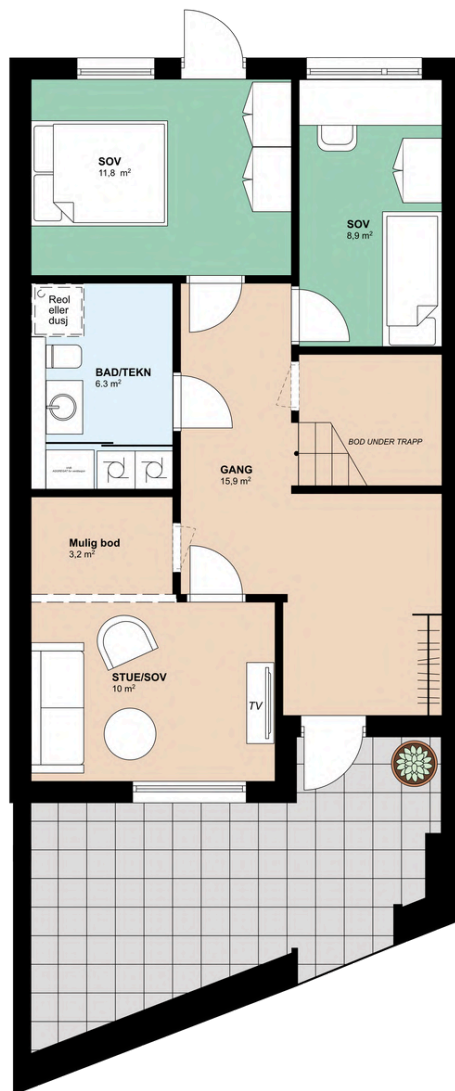 SOV
11,8 m²
SOV
8,9 m²
Reol
eller
dusj
BAD/TEKN
6.3 m²
BOD UNDER TRAPP
GANG
15,9 m²
Mulig bod
3,2 m²
STUE/SOV
10 m²
TV